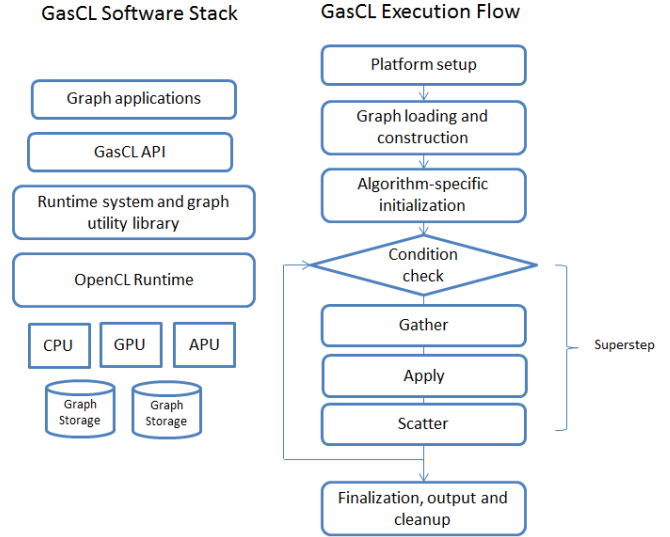 GasCL Software Stack
Graph applications
GasCL API
Runtime system and graph
utility library
OpenCL Runtime
CPU
GPU
APU
Graph
Storage
Graph
Storage
GasCL Execution Flow
Platform setup
Graph loading and
construction
Algorithm-specific
initialization
Condition
check
Gather
Apply
Scatter
Superstep
Finalization, output and
cleanup